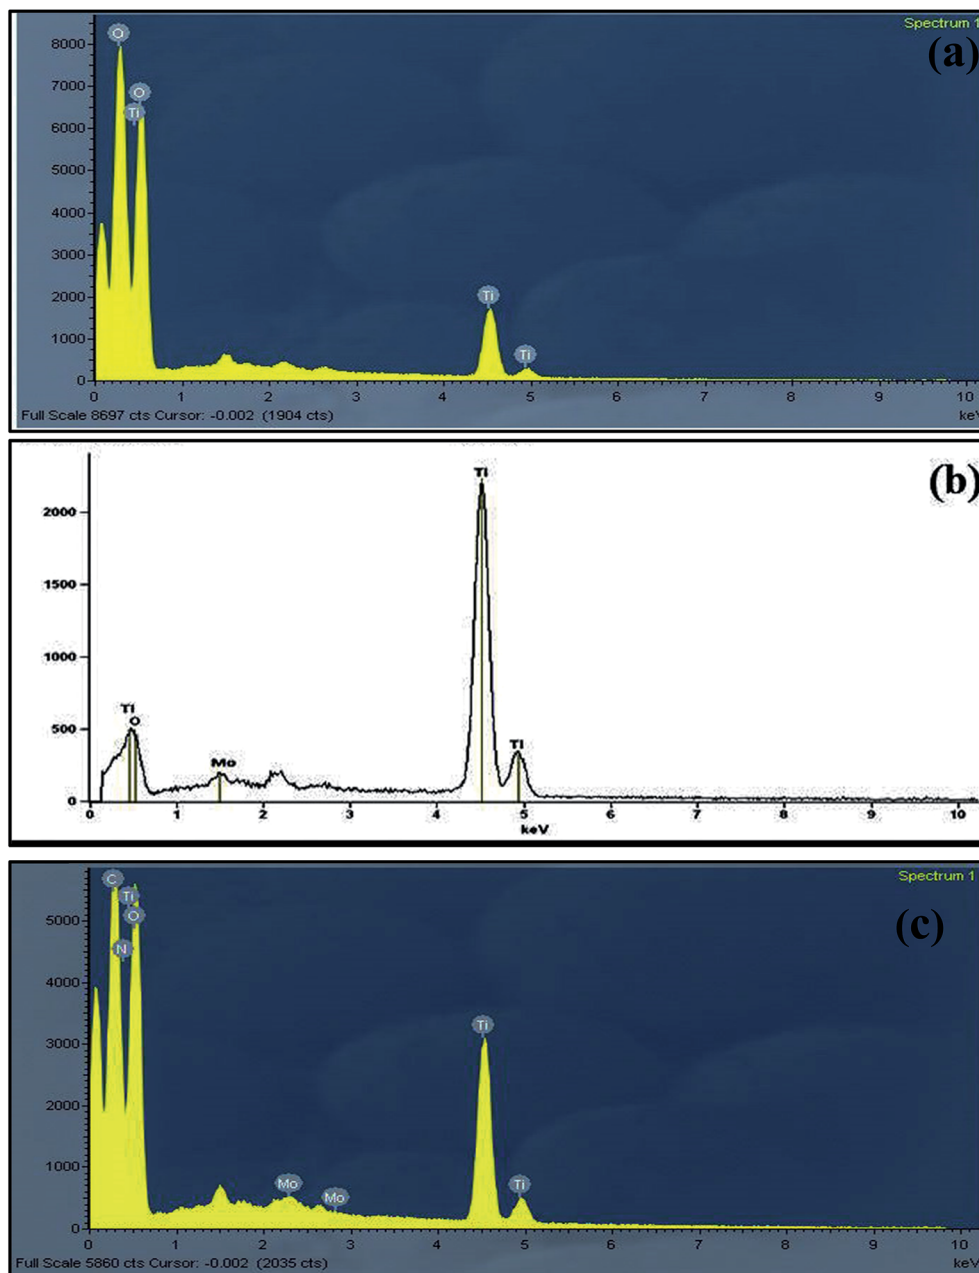 Spectrum 1
(a)
8000
7000
6000
5000
4000
3000
2000
1000
0
O
O
Ti
Ti
Ti
0 1 2 3 4 5 6 7 8 9 10
Full Scale 8697 cts Cursor: -0.002 (1904 cts)
keV
(b)
2000
1500
1000
500
0
Ti
O
Mo
Ti
Ti
0 1 2 3 4 5 6 7 8 9 10
keV
Spectrum 1
(c)
5000
4000
3000
2000
1000
0
C
Ti
O
N
Ti
Mo
Mo
Ti
0 1 2 3 4 5 6 7 8 9 10
Full Scale 5860 cts Cursor: -0.002 (2035 cts)
keV